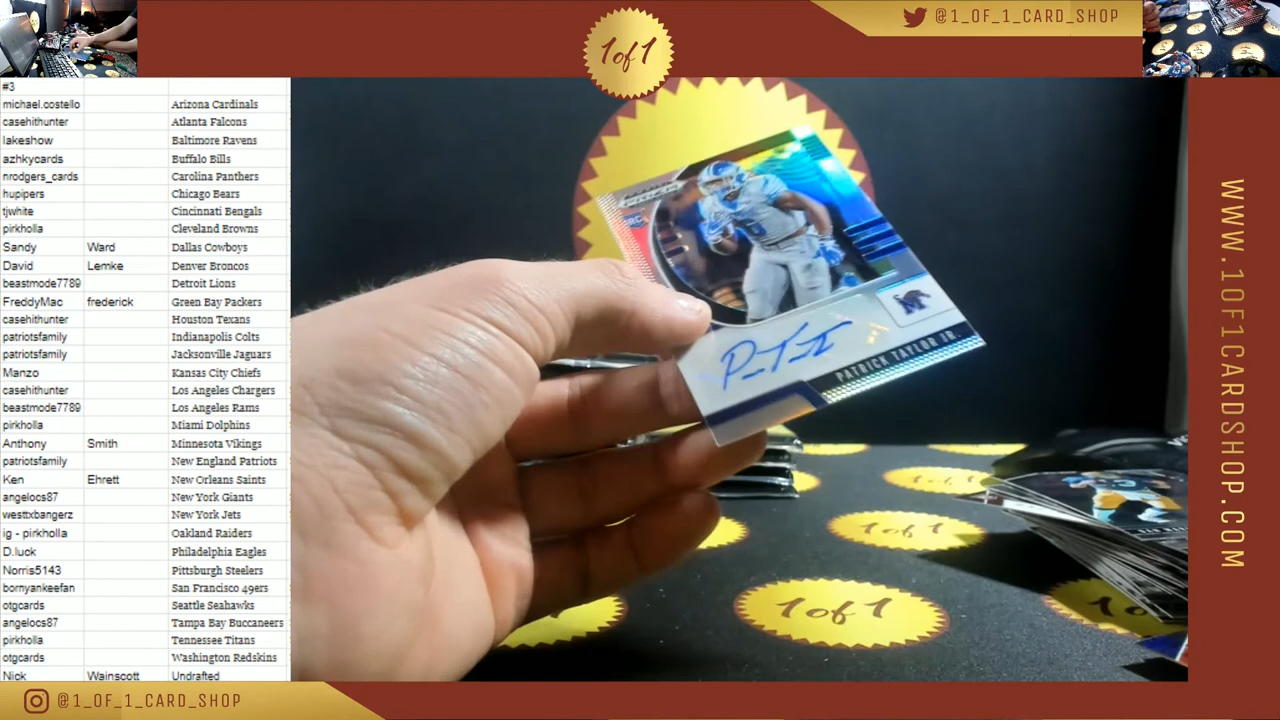 @1_OF_1_CARD_SHOP
1of1
#3
michael.costello Arizona Cardinals
casehithunter Atlanta Falcons
lakeshow Baltimore Ravens
azhkycards Buffalo Bills
nrodgers_cards Carolina Panthers
hupipers Chicago Bears
tjwhite Cincinnati Bengals
pirkholla Cleveland Browns
Sandy Ward Dallas Cowboys
David Lemke Denver Broncos
beastmode7789 Detroit Lions
FreddyMac frederick Green Bay Packers
casehithunter Houston Texans
patriotsfamily Indianapolis Colts
patriotsfamily Jacksonville Jaguars
Manzo Kansas City Chiefs
casehithunter Los Angeles Chargers
beastmode7789 Los Angeles Rams
pirkholla Miami Dolphins
Anthony Smith Minnesota Vikings
patriotsfamily New England Patriots
Ken Ehrett New Orleans Saints
angelocs87 New York Giants
westtxbangerz New York Jets
ig - pirkholla Oakland Raiders
D.luck Philadelphia Eagles
Norris5143 Pittsburgh Steelers
bornyankeefan San Francisco 49ers
otgcards Seattle Seahawks
angelocs87 Tampa Bay Buccaneers
pirkholla Tennessee Titans
otgcards Washington Redskins
Nick Wainscott Undrafted
PRIZM
RC
PATRICK TAYLOR JR.
1of1
1of1
1of1
WWW.1OF1CARDSHOP.COM
@1_OF_1_CARD_SHOP